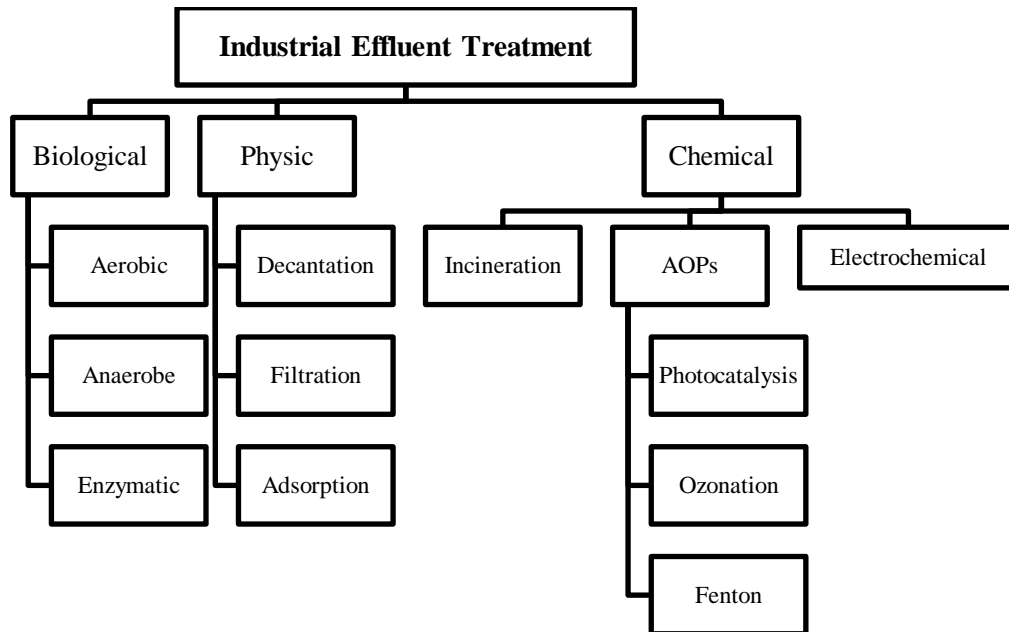 Industrial Effluent Treatment
Biological
Physic
Chemical
Aerobic
Decantation
Incineration
AOPs
Electrochemical
Anaerobe
Filtration
Photocatalysis
Enzymatic
Adsorption
Ozonation
Fenton